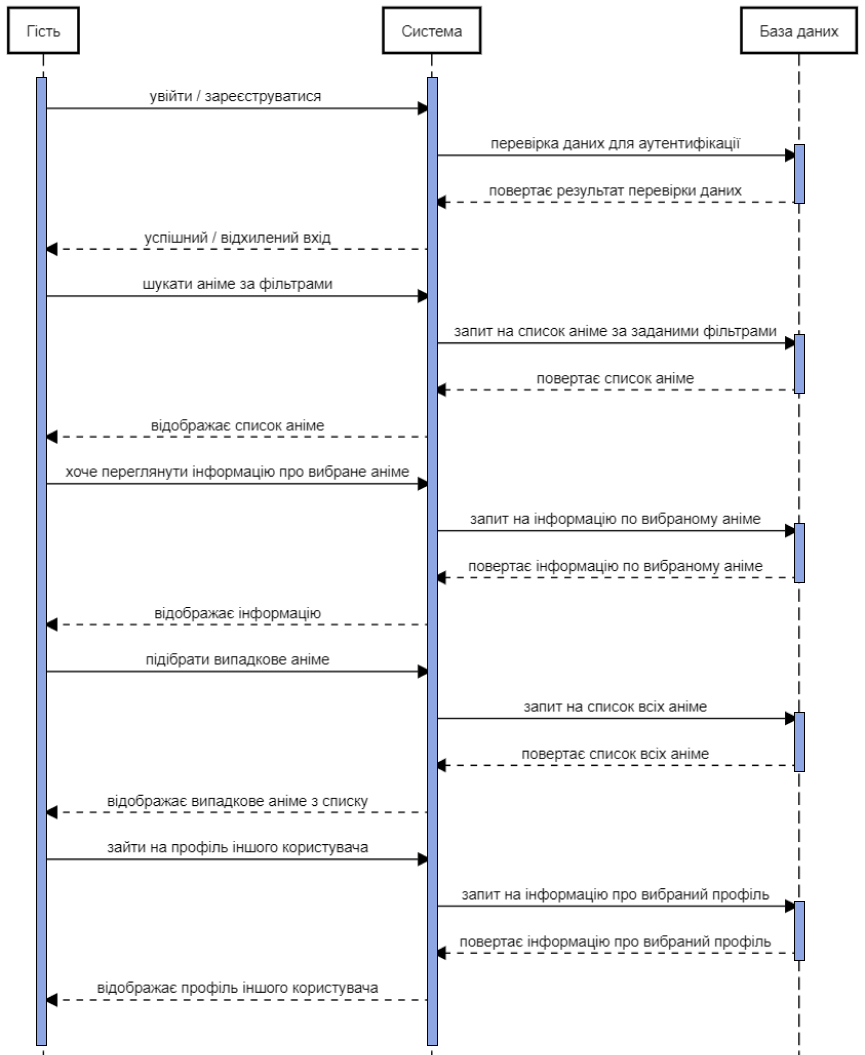 Гість
Система
База даних
увійти / зареєструватися
перевірка даних для аутентифікації
повертає результат перевірки даних
успішний / відхилений вхід
шукати аніме за фільтрами
запит на список аніме за заданими фільтрами
повертає список аніме
відображає список аніме
хоче переглянути інформацію про вибране аніме
запит на інформацію по вибраному аніме
повертає інформацію по вибраному аніме
відображає інформацію
підібрати випадкове аніме
запит на список всіх аніме
повертає список всіх аніме
відображає випадкове аніме з списку
зайти на профіль іншого користувача
запит на інформацію про вибраний профіль
повертає інформацію про вибраний профіль
відображає профіль іншого користувача